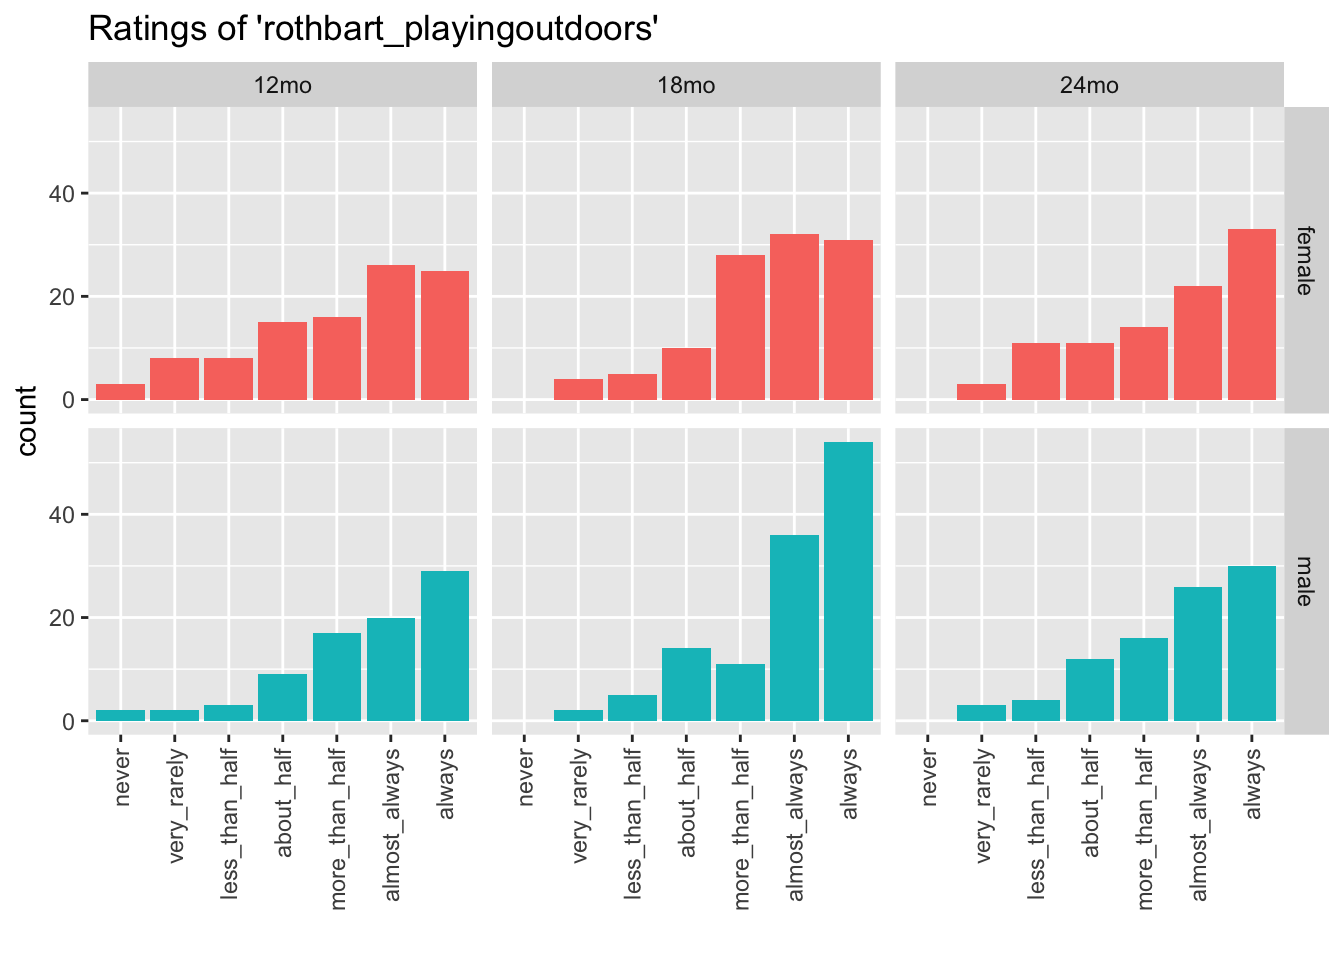 Ratings of 'rothbart_playingoutdoors'
12mo 18mo 24mo
count
40
20
0
female
40
20
0
male
never very_rarely less_than_half about_half more_than_half almost_always always
never very_rarely less_than_half about_half more_than_half almost_always always
never very_rarely less_than_half about_half more_than_half almost_always always